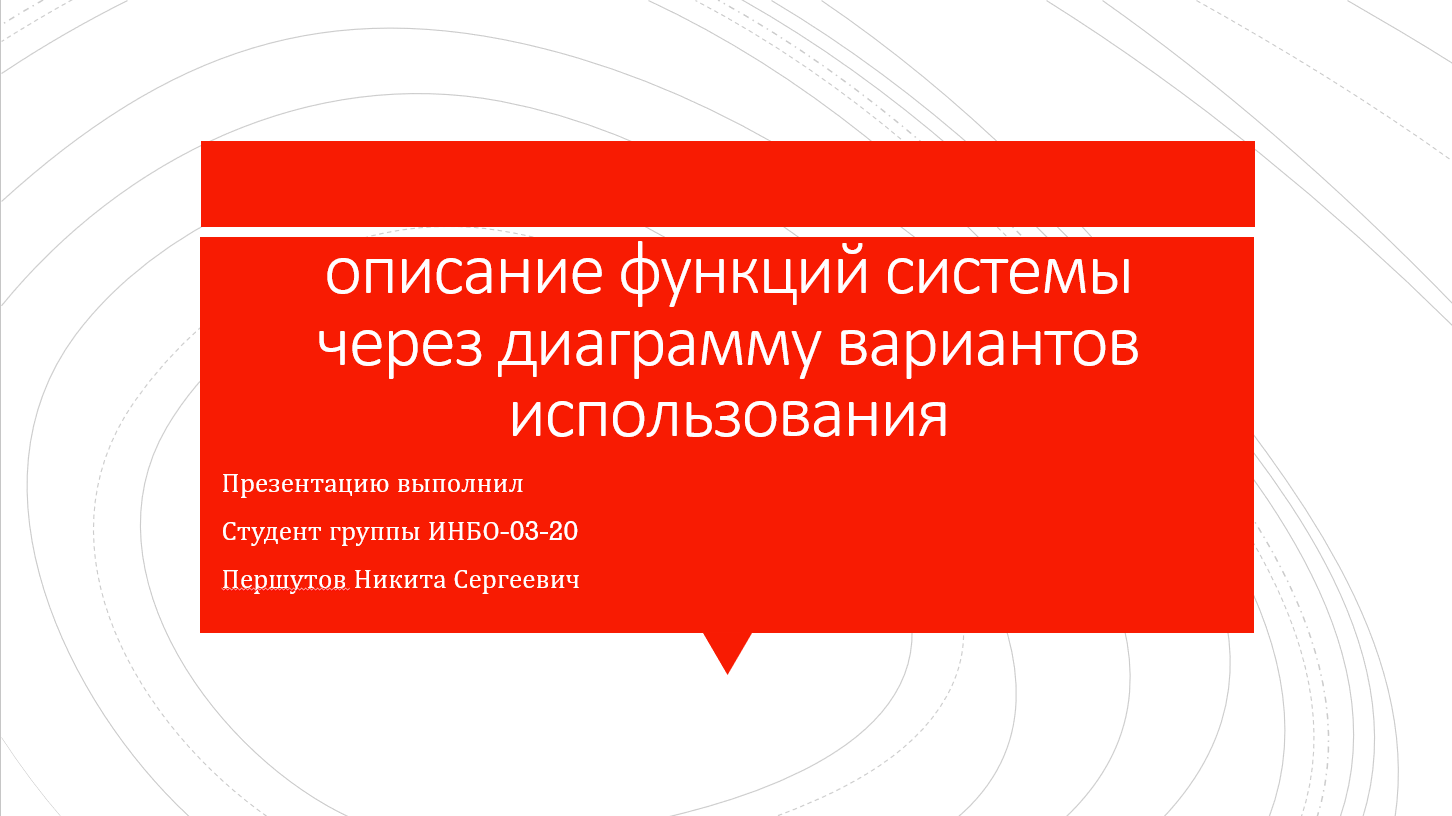 описание функций системы
через диаграмму вариантов
использования
Презентацию выполнил
Студент группы ИНБО-03-20
Першутов Никита Сергеевич